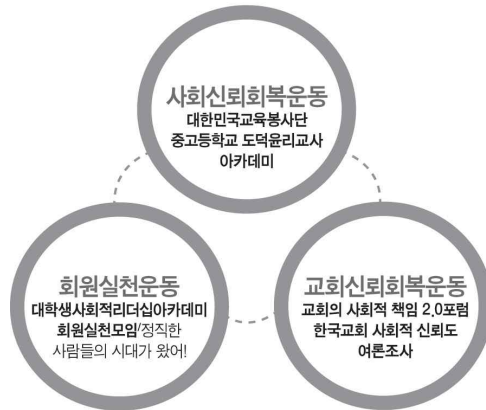 사회신뢰회복운동
대한민국교육봉사단
중고등학교 도덕윤리교사
아카데미
회원실천운동
대학생사회적리더십아카데미
회원실천모임/정직한
사람들의 시대가 왔어!
교회신뢰회복운동
교회의 사회적 책임 2.0포럼
한국교회 사회적 신뢰도
여론조사